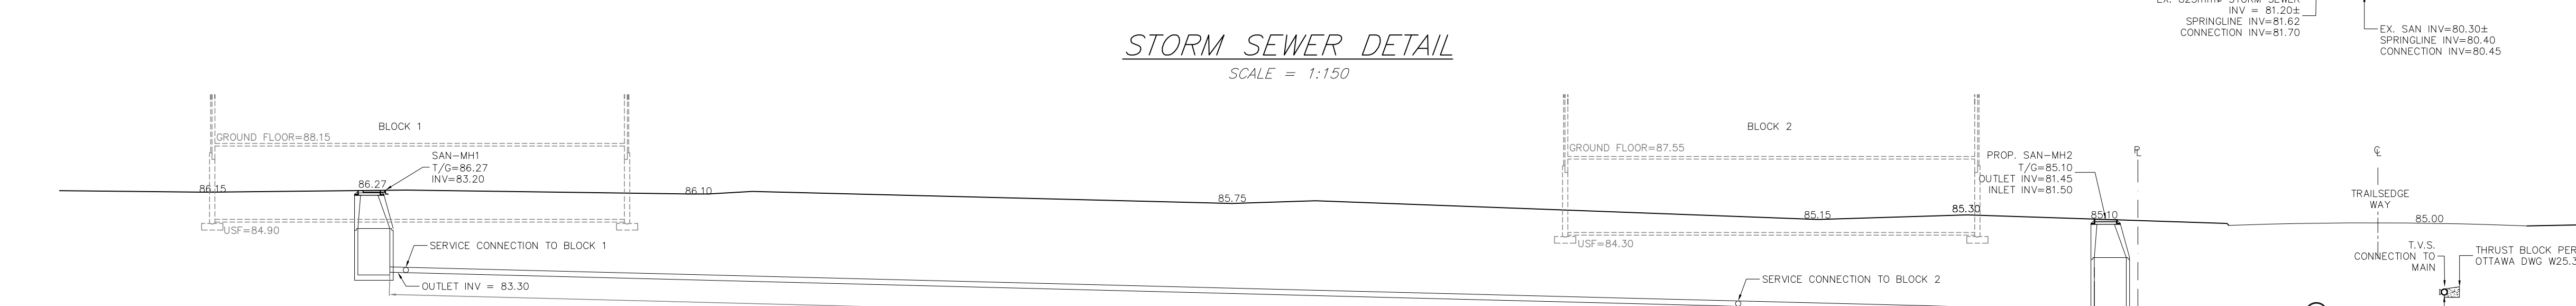 STORM SEWER DETAIL
SCALE = 1:150
INV = 81.20±
SPRINGLINE INV=81.62
CONNECTION INV=81.70
EX. SAN INV=80.30±
SPRINGLINE INV=80.40
CONNECTION INV=80.45
BLOCK 1
GROUND FLOOR=88.15
SAN-MH1
T/G=86.27
INV=83.20
86.15
86.27
86.10
USF=84.90
SERVICE CONNECTION TO BLOCK 1
OUTLET INV = 83.30
85.75
BLOCK 2
GROUND FLOOR=87.55
PROP. SAN-MH2
T/G=85.10
OUTLET INV=81.45
INLET INV=81.50
85.15
85.30
85.10
USF=84.30
SERVICE CONNECTION TO BLOCK 2
TRAILSEDGE
WAY
85.00
T.V.S.
CONNECTION TO
MAIN
THRUST BLOCK PER
OTTAWA DWG W25.3